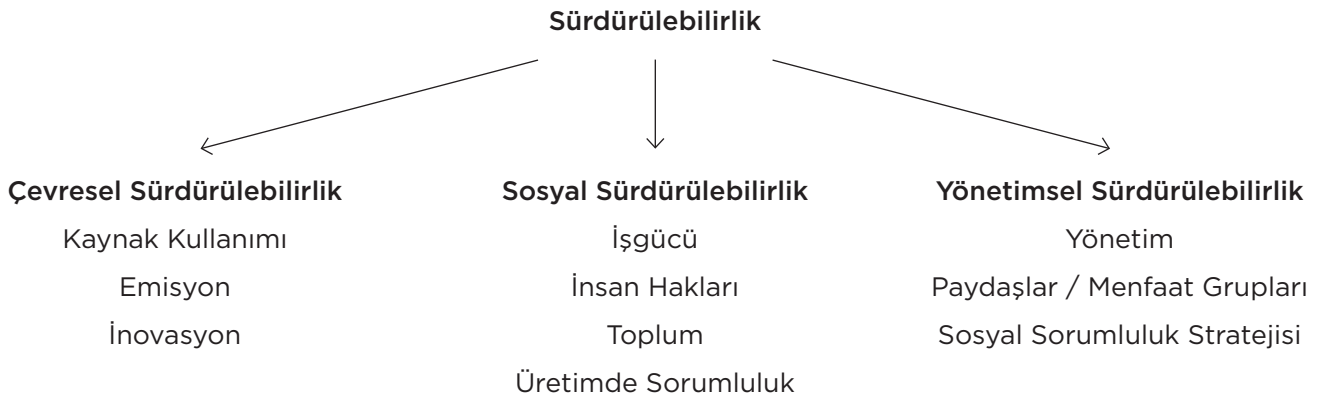 Sürdürülebilirlik
Çevresel Sürdürülebilirlik
Kaynak Kullanımı
Emisyon
İnovasyon
Sosyal Sürdürülebilirlik
İşgücü
İnsan Hakları
Toplum
Üretimde Sorumluluk
Yönetimsel Sürdürülebilirlik
Yönetim
Paydaşlar / Menfaat Grupları
Sosyal Sorumluluk Stratejisi